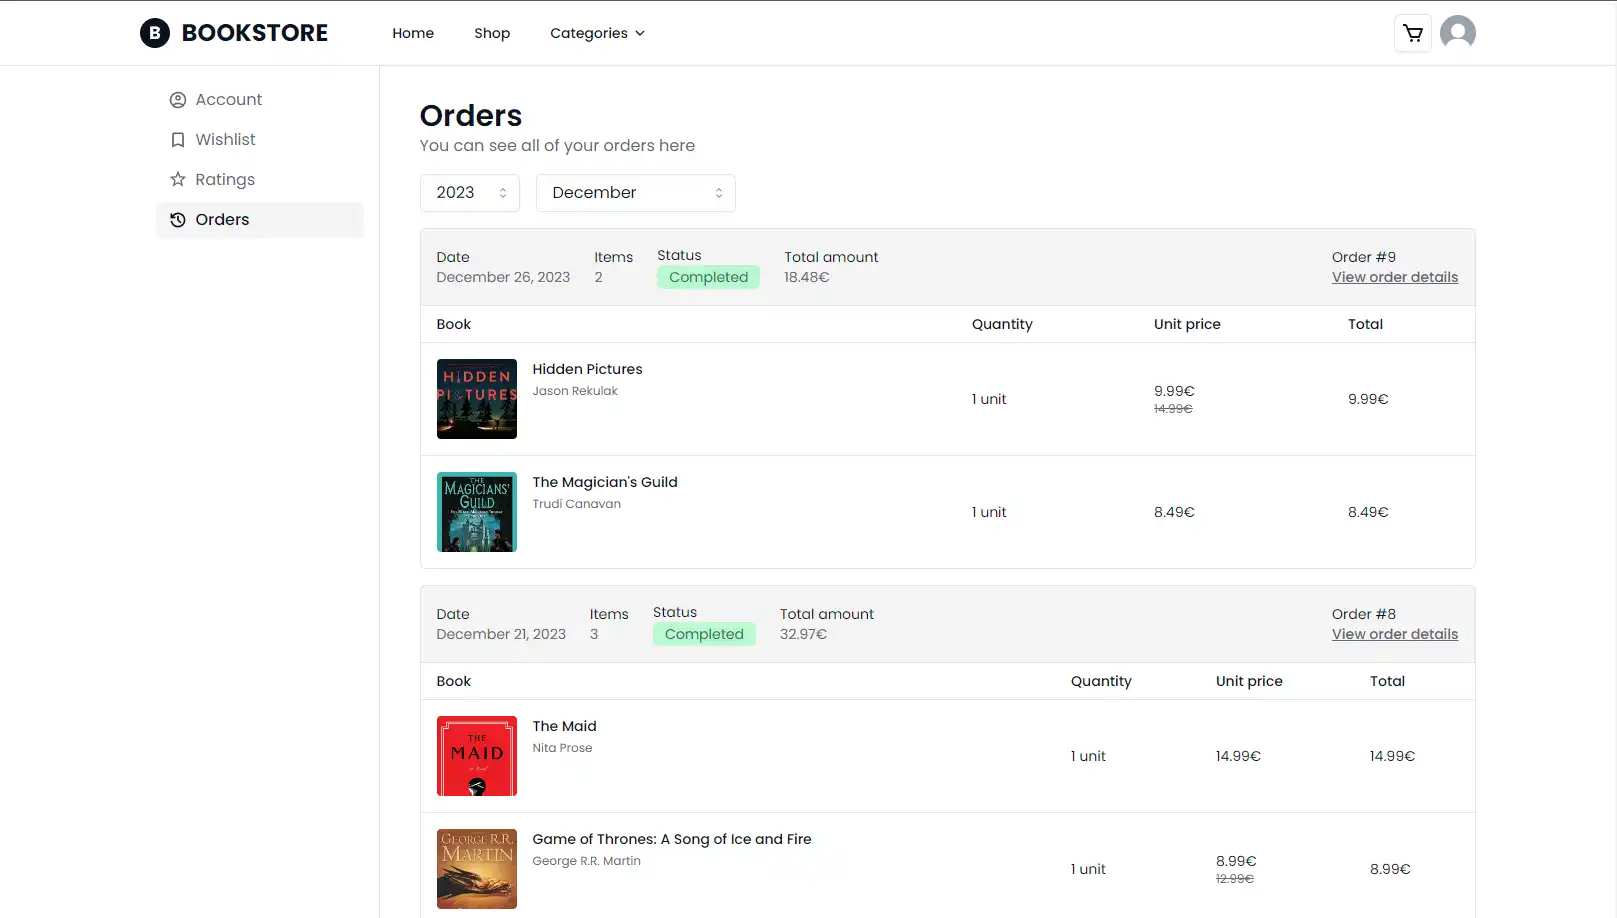 B BOOKSTORE
Home Shop Categories
Account
Wishlist
Ratings
Orders
Orders
You can see all of your orders here
2023 December
Date Items Status Total amount Order #9
December 26, 2023 2 Completed 18.48€ View order details
Book Quantity Unit price Total
HIDDEN
PICTURES
Hidden Pictures
Jason Rekulak
1 unit 9.99€ 9.99€
14.99€
THE
MAGICIANS'
GUILD
The Magician's Guild
Trudi Canavan
1 unit 8.49€ 8.49€
Date Items Status Total amount Order #8
December 21, 2023 3 Completed 32.97€ View order details
Book Quantity Unit price Total
THE
MAID
The Maid
Nita Prose
1 unit 14.99€ 14.99€
GEORGE R.R.
MARTIN
Game of Thrones: A Song of Ice and Fire
George R.R. Martin
1 unit 8.99€ 8.99€
12.99€